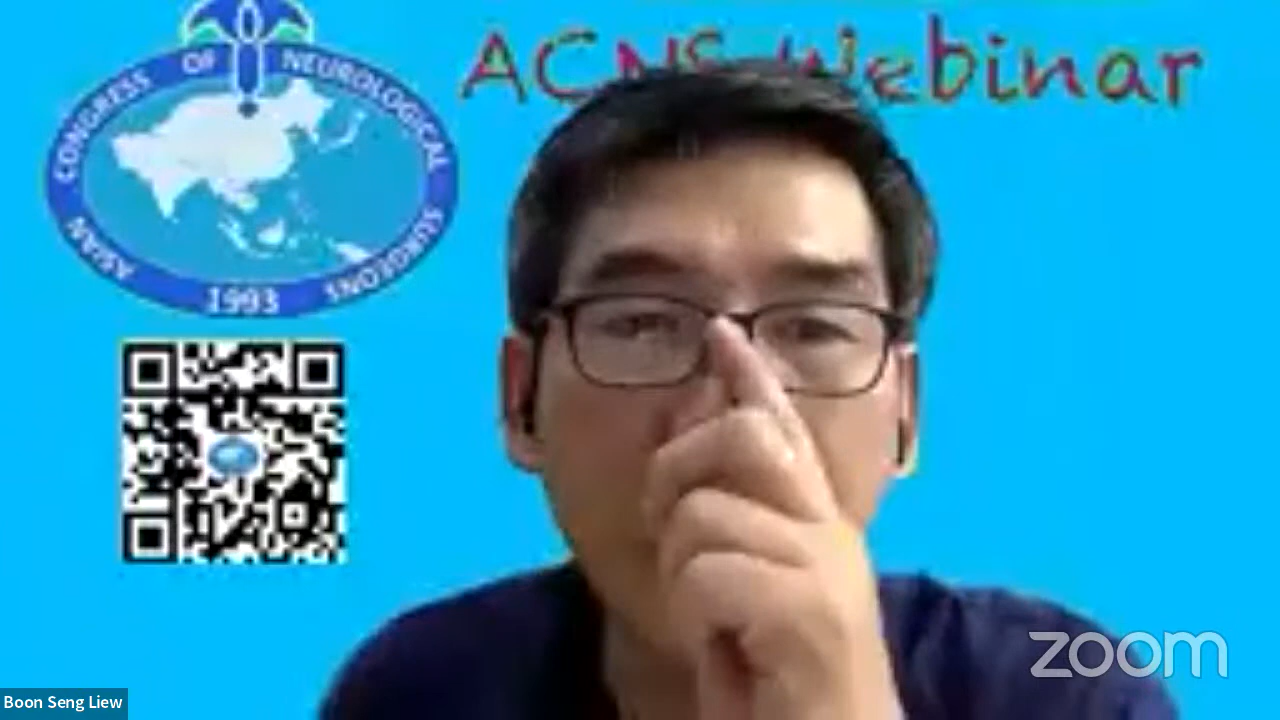 ACNS Webinar
ASIAN CONGRESS OF NEUROLOGICAL SURGEONS
1993
zoom
Boon Seng Liew